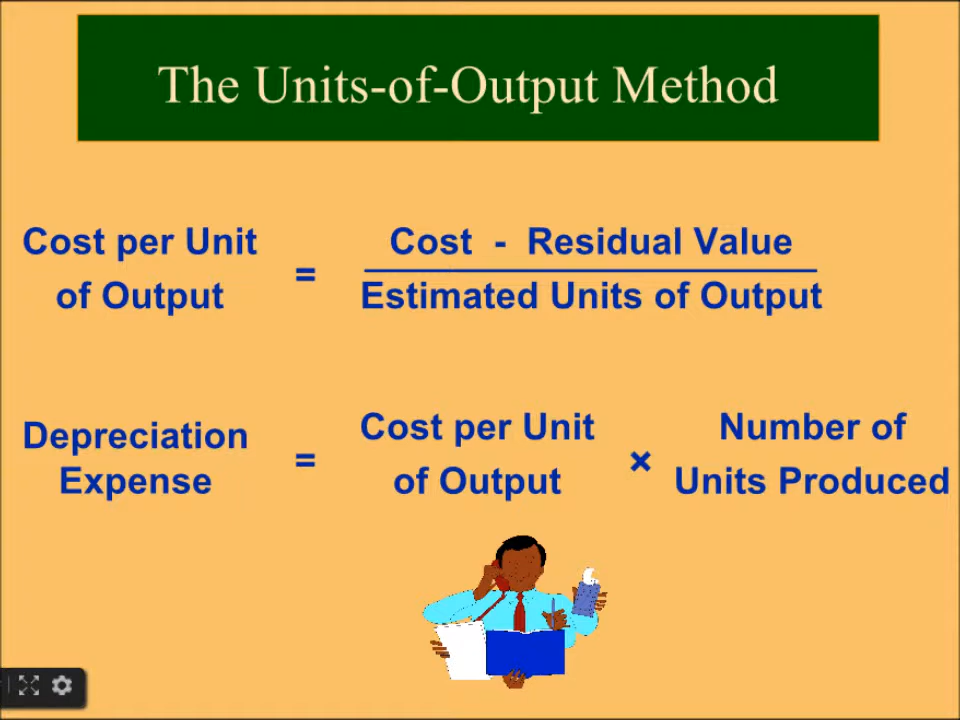 The Units-of-Output Method
Cost per Unit
of Output
=
Cost - Residual Value
Estimated Units of Output
Depreciation
Expense
=
Cost per Unit
of Output
×
Number of
Units Produced